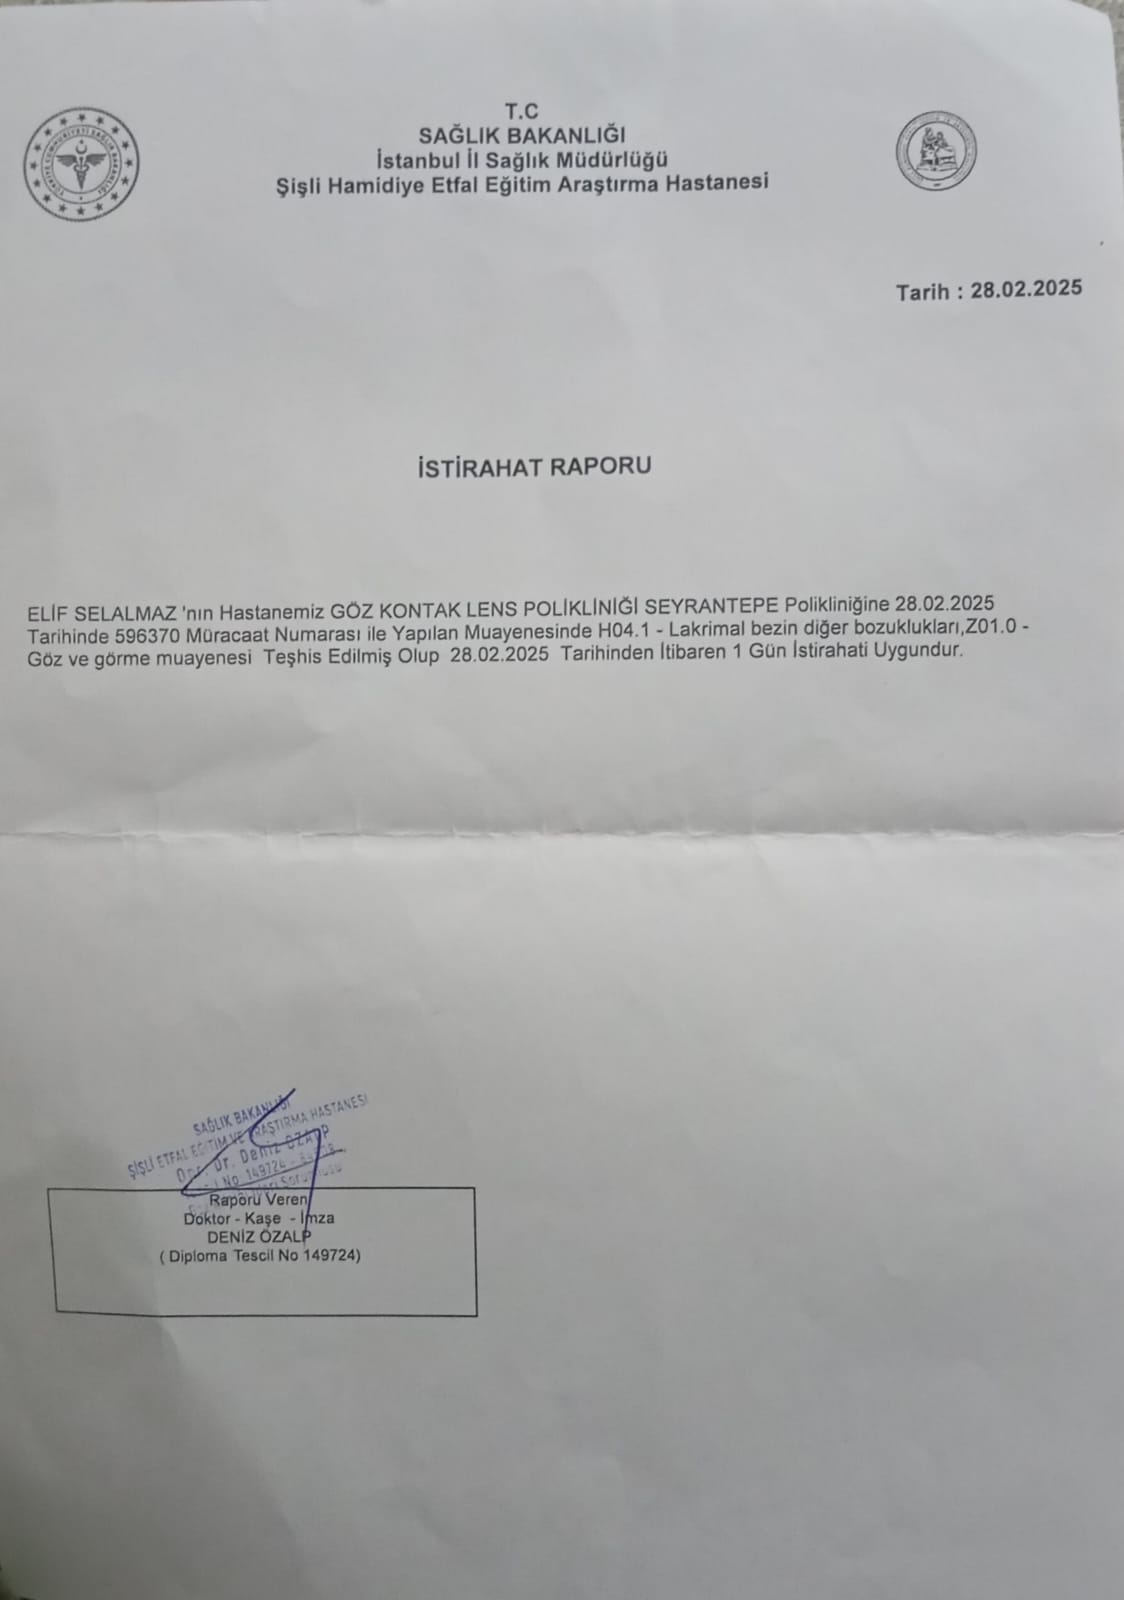 T.C
SAĞLIK BAKANLIĞI
İstanbul İl Sağlık Müdürlüğü
Şişli Hamidiye Etfal Eğitim Araştırma Hastanesi
Tarih : 28.02.2025
İSTİRAHAT RAPORU
ELİF SELALMAZ 'nın Hastanemiz GÖZ KONTAK LENS POLİKLİNİĞİ SEYRANTEPE Polikliniğine 28.02.2025
Tarihinde 596370 Müracaat Numarası ile Yapılan Muayenesinde H04.1 - Lakrimal bezin diğer bozuklukları,Z01.0 -
Göz ve görme muayenesi Teşhis Edilmiş Olup 28.02.2025 Tarihinden İtibaren 1 Gün İstirahati Uygundur.
SAĞLIK BAKANLIĞI
ŞİŞLİ ETFAL EĞİTİM VE ARAŞTIRMA HASTANESİ
Dr. Deniz ÖZALP
No: 149724
Raporu Veren
Doktor - Kaşe - İmza
DENİZ ÖZALP
( Diploma Tescil No 149724)